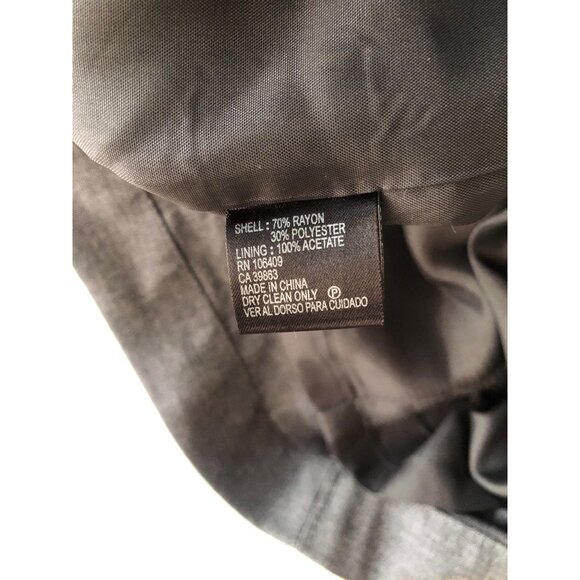 SHELL : 70% RAYON
30% POLYESTER
LINING : 100% ACETATE
RN 106409
CA 39863
MADE IN CHINA
DRY CLEAN ONLY Ⓟ
VER AL DORSO PARA CUIDADO